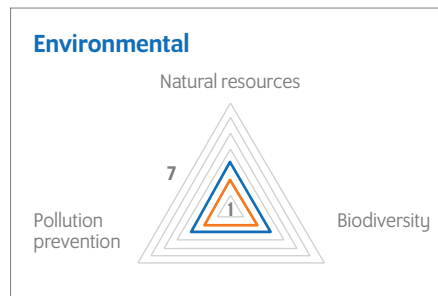 Environmental
Natural resources
7
1
Pollution
prevention
Biodiversity